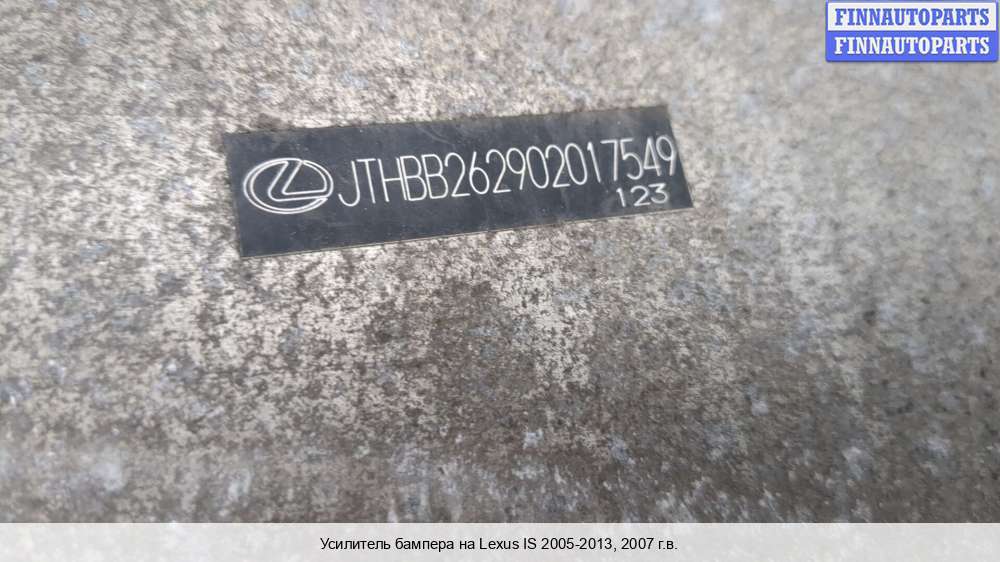 FINNAUTOPARTS
FINNAUTOPARTS
JTHBB262902017549
123
Усилитель бампера на Lexus IS 2005-2013, 2007 г.в.